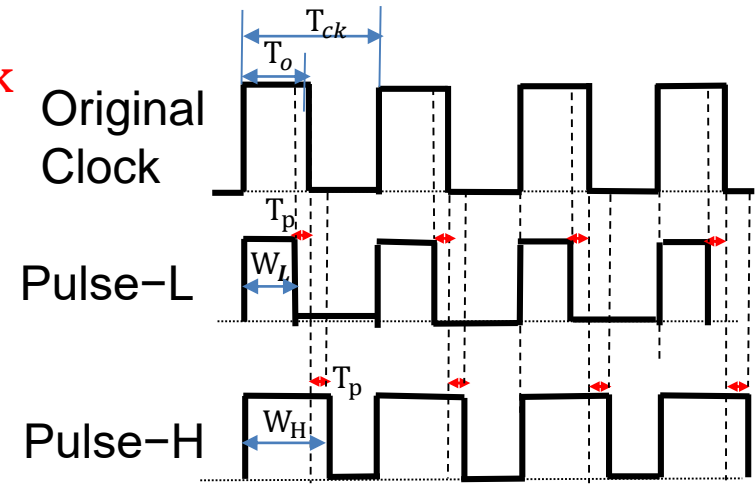 T_ck
T_o
k
Original
Clock
T_p
W_L
Pulse−L
T_p
W_H
Pulse−H